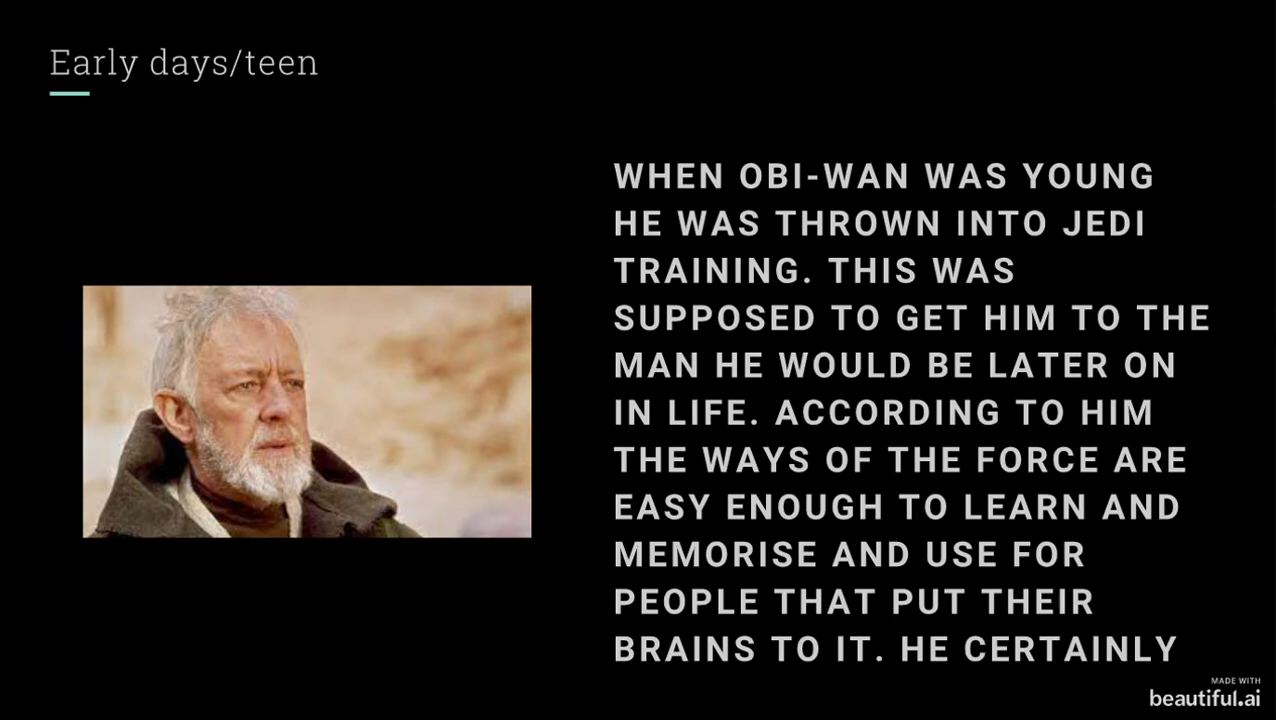 Early days/teen
WHEN OBI-WAN WAS YOUNG
HE WAS THROWN INTO JEDI
TRAINING. THIS WAS
SUPPOSED TO GET HIM TO THE
MAN HE WOULD BE LATER ON
IN LIFE. ACCORDING TO HIM
THE WAYS OF THE FORCE ARE
EASY ENOUGH TO LEARN AND
MEMORISE AND USE FOR
PEOPLE THAT PUT THEIR
BRAINS TO IT. HE CERTAINLY
MADE WITH
beautiful.ai